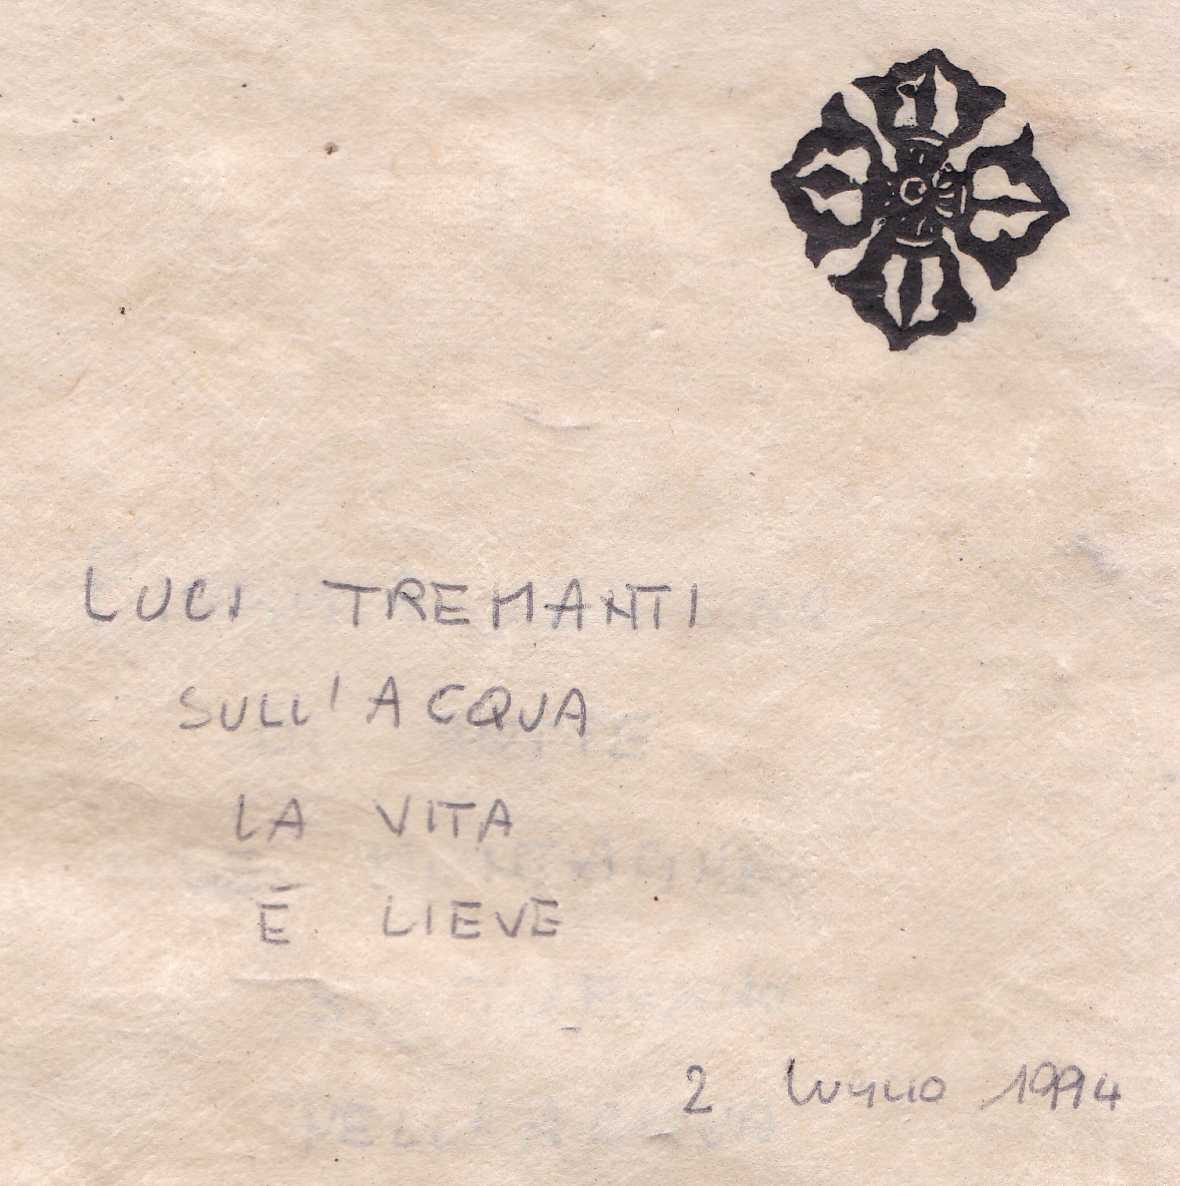 LUCI TREMANTI
SULL'ACQUA
LA VITA
É LIEVE
2 LUGLIO 1994